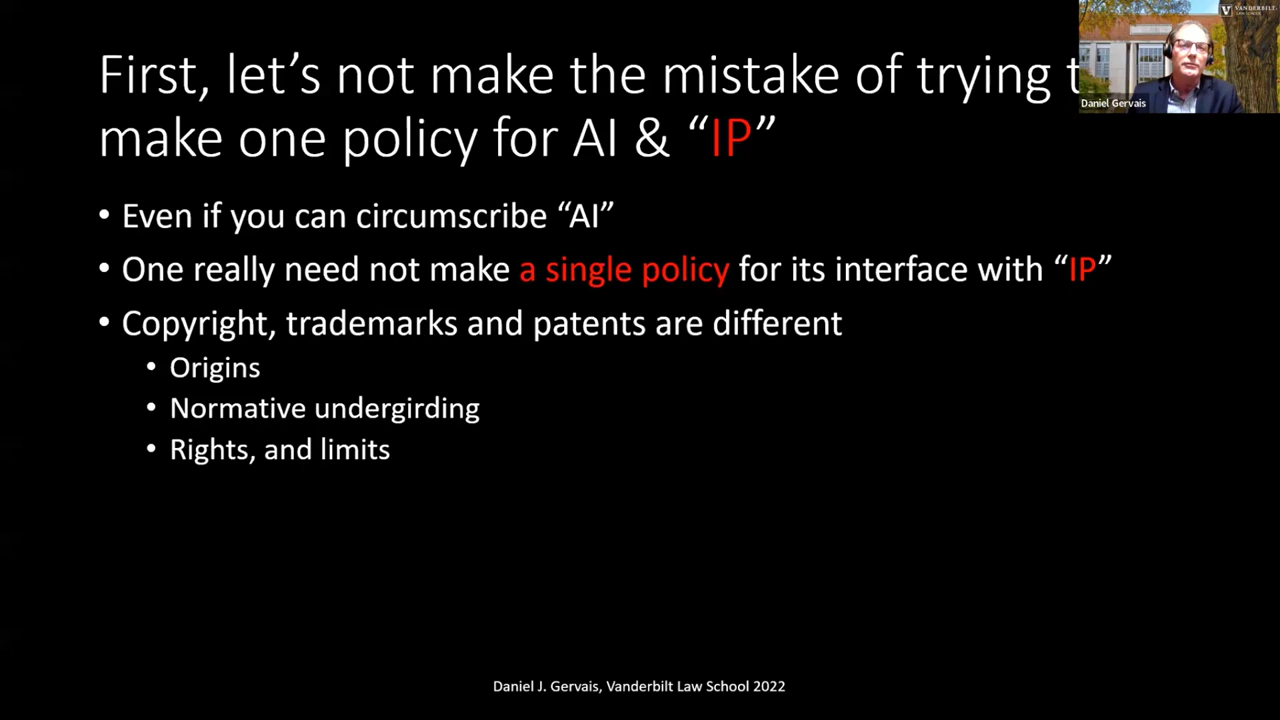 First, let’s not make the mistake of trying t
make one policy for AI & “IP”
VANDERBILT
Daniel Gervais
• Even if you can circumscribe “AI”
• One really need not make a single policy for its interface with “IP”
• Copyright, trademarks and patents are different
• Origins
• Normative undergirding
• Rights, and limits
Daniel J. Gervais, Vanderbilt Law School 2022